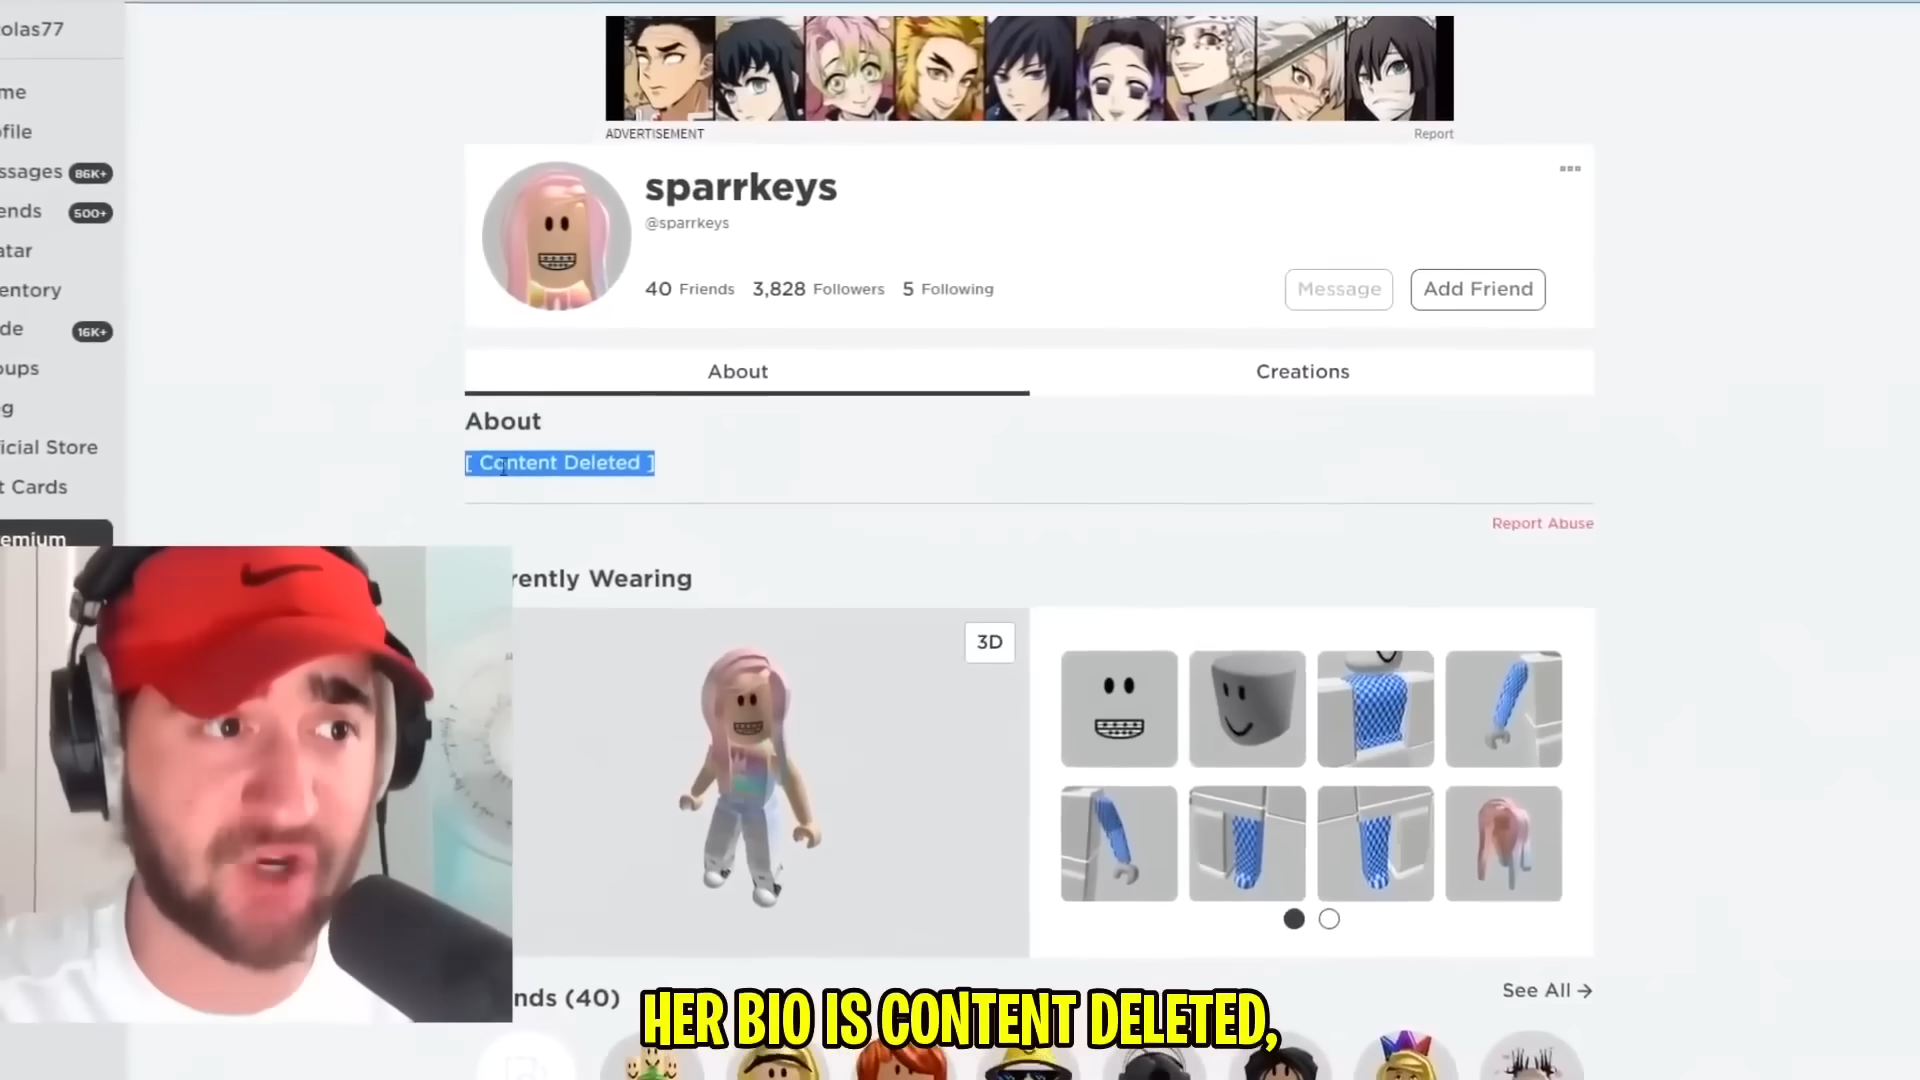 olas77
me
ofile
ssages 86K+
ends 500+
atar
entory
de 16K+
oups
g
icial Store
t Cards
emium
ADVERTISEMENT
Report
sparrkeys
@sparrkeys
40 Friends 3,828 Followers 5 Following
Message
Add Friend
About
Creations
About
[ Content Deleted ]
Report Abuse
rently Wearing
3D
nds (40)
See All →
HER BIO IS CONTENT DELETED,